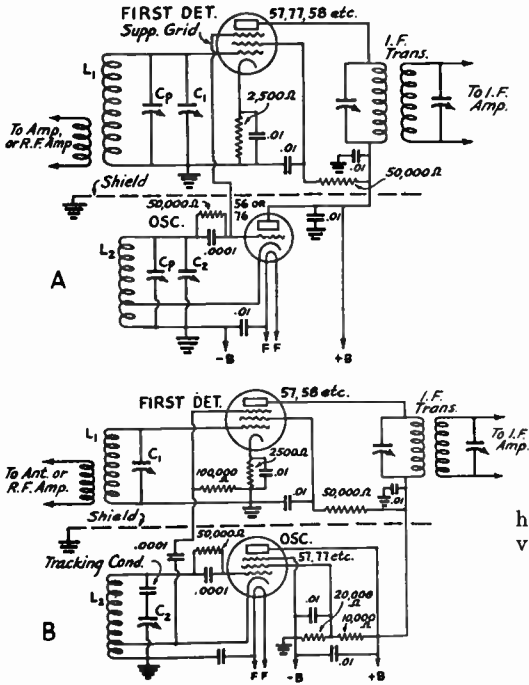 FIRST DET.
57,77,58 etc.
Supp. Grid
I.F.
Trans.
L1
Cp
C1
2,500Ω
.01
.01
To I.F.
Amp.
To Amp,
or R.F. Amp
.01
50,000Ω
Shield
50,000Ω
56 OR
76
OSC.
.0001
.01
L2
Cp
C2
A
.01
-B
F F
+B
FIRST DET.
57,58 etc.
I.F.
Trans.
L1
C1
2500Ω
.01
100,000
Ω
To I.F.
Amp.
To Ant. or
R.F. Amp.
.01
50,000Ω
.01
Shield
h
v
.0001
50,000Ω
OSC.
57,77 etc.
Tracking Cond.
.0001
20,000
Ω
.01
10,000
Ω
L2
C2
B
.01
F F
-B
+B